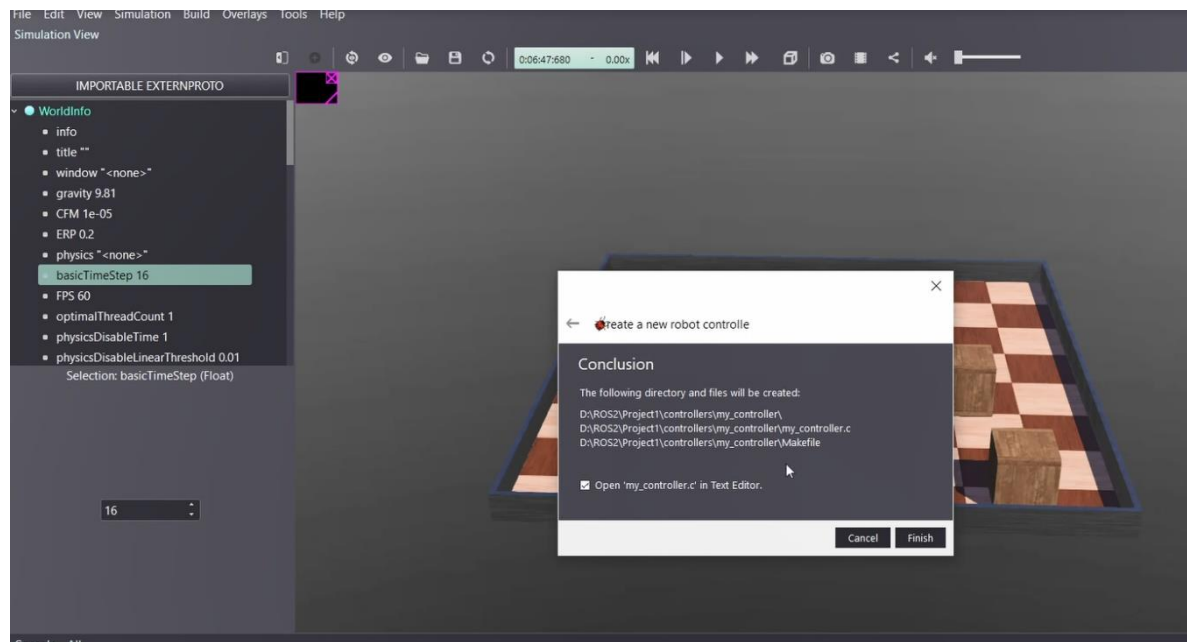 File Edit View Simulation Build Overlays Tools Help
Simulation View
0:06:47:680 - 0.00x
IMPORTABLE EXTERNPROTO
WorldInfo
info
title ""
window "<none>"
gravity 9.81
CFM 1e-05
ERP 0.2
physics "<none>"
basicTimeStep 16
FPS 60
optimalThreadCount 1
physicsDisableTime 1
physicsDisableLinearThreshold 0.01
Selection: basicTimeStep (Float)
16
reate a new robot controlle
Conclusion
The following directory and files will be created:
D:\ROS2\Project1\controllers\my_controller\
D:\ROS2\Project1\controllers\my_controller\my_controller.c
D:\ROS2\Project1\controllers\my_controller\Makefile
Open 'my_controller.c' in Text Editor.
Cancel Finish